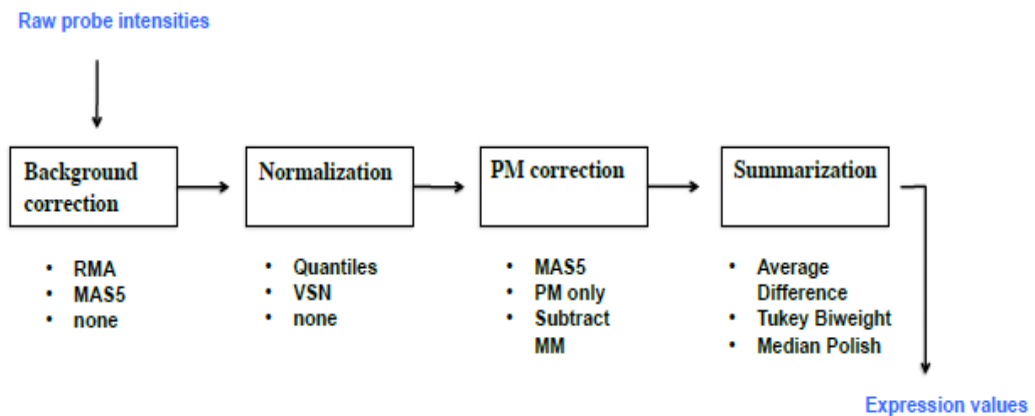 Raw probe intensities
Background
correction
Normalization
PM correction
Summarization
• RMA
• MAS5
• none
• Quantiles
• VSN
• none
• MAS5
• PM only
• Subtract
MM
• Average
Difference
• Tukey Biweight
• Median Polish
Expression values